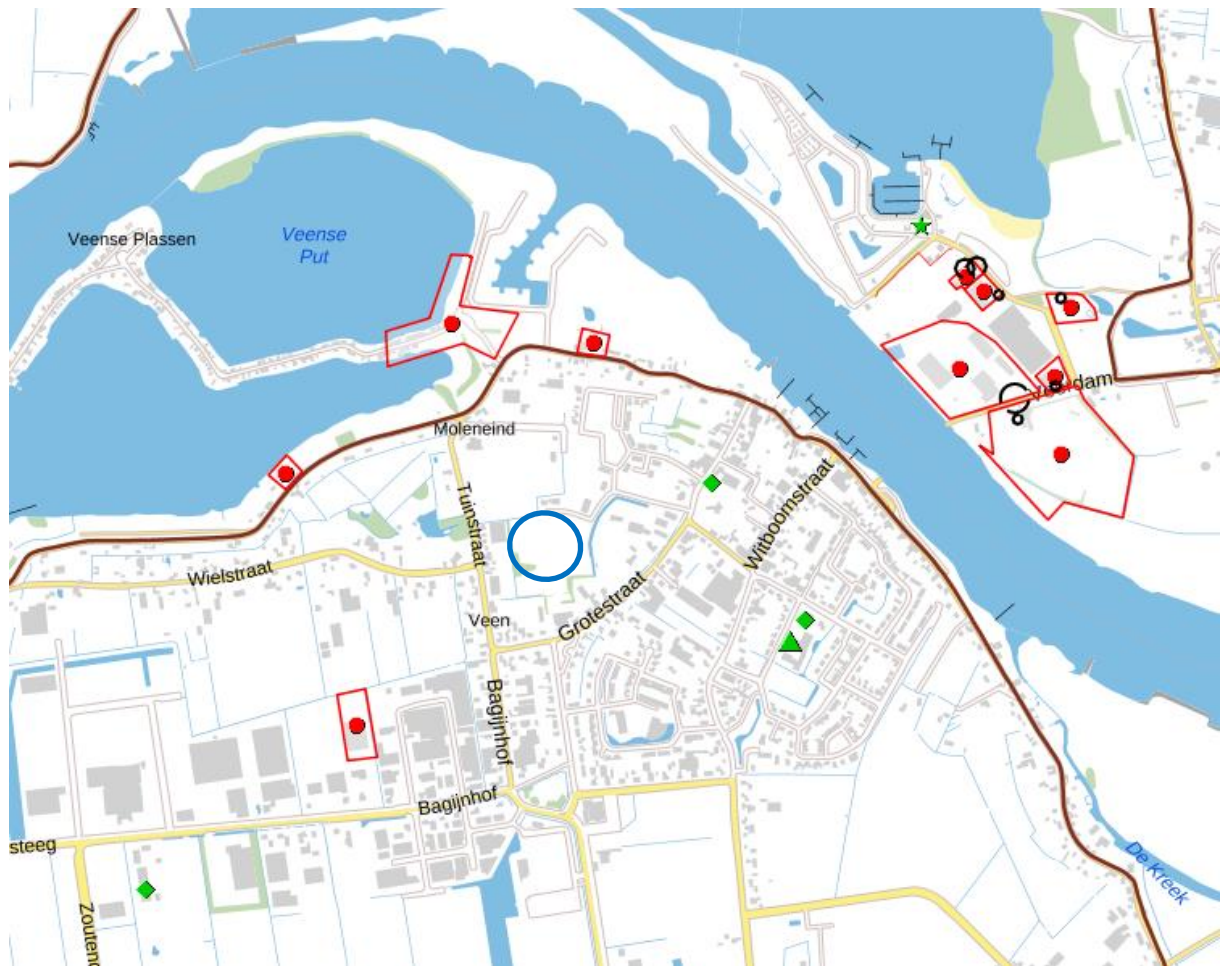 Veense Plassen
Veense
Put
Moleneind
Tuinstraat
Wielstraat
Veen
Grotestraat
Witboomstraat
Bagijnhof
Bagijnhof
steeg
De Kreek